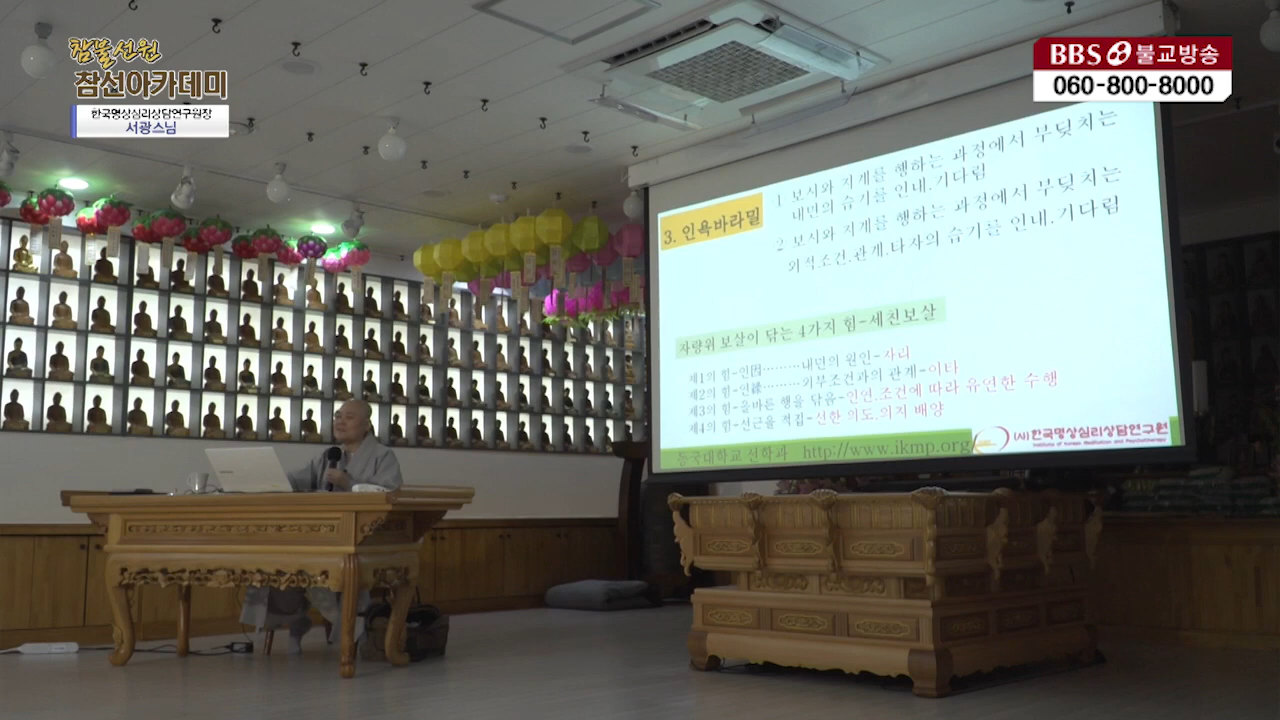 참불선원
참선아카데미
한국명상심리상담연구원장
서광스님
BBS 불교방송
060-800-8000
3. 인욕바라밀
1 보시와 지계를 행하는 과정에서 부딪치는
내면의 습기를 인내.기다림
2 보시와 지계를 행하는 과정에서 부딪치는
외적.조건.관계.타자의 습기를 인내.기다림
자량위 보살이 닦는 4가지 힘-세친보살
제1의 힘-인因………내면의 원인-자리
제2의 힘-연緣………외부조건과의 관계-이타
제3의 힘-올바른 행을 닦음-인연.조건에 따라 유연한 수행
제4의 힘-선근을 적집-선한 의도.의지 배양
동국대학교 선학과 http://www.ikmp.org
(사)한국명상심리상담연구원
Institute of Korean Meditation and Psychotherapy